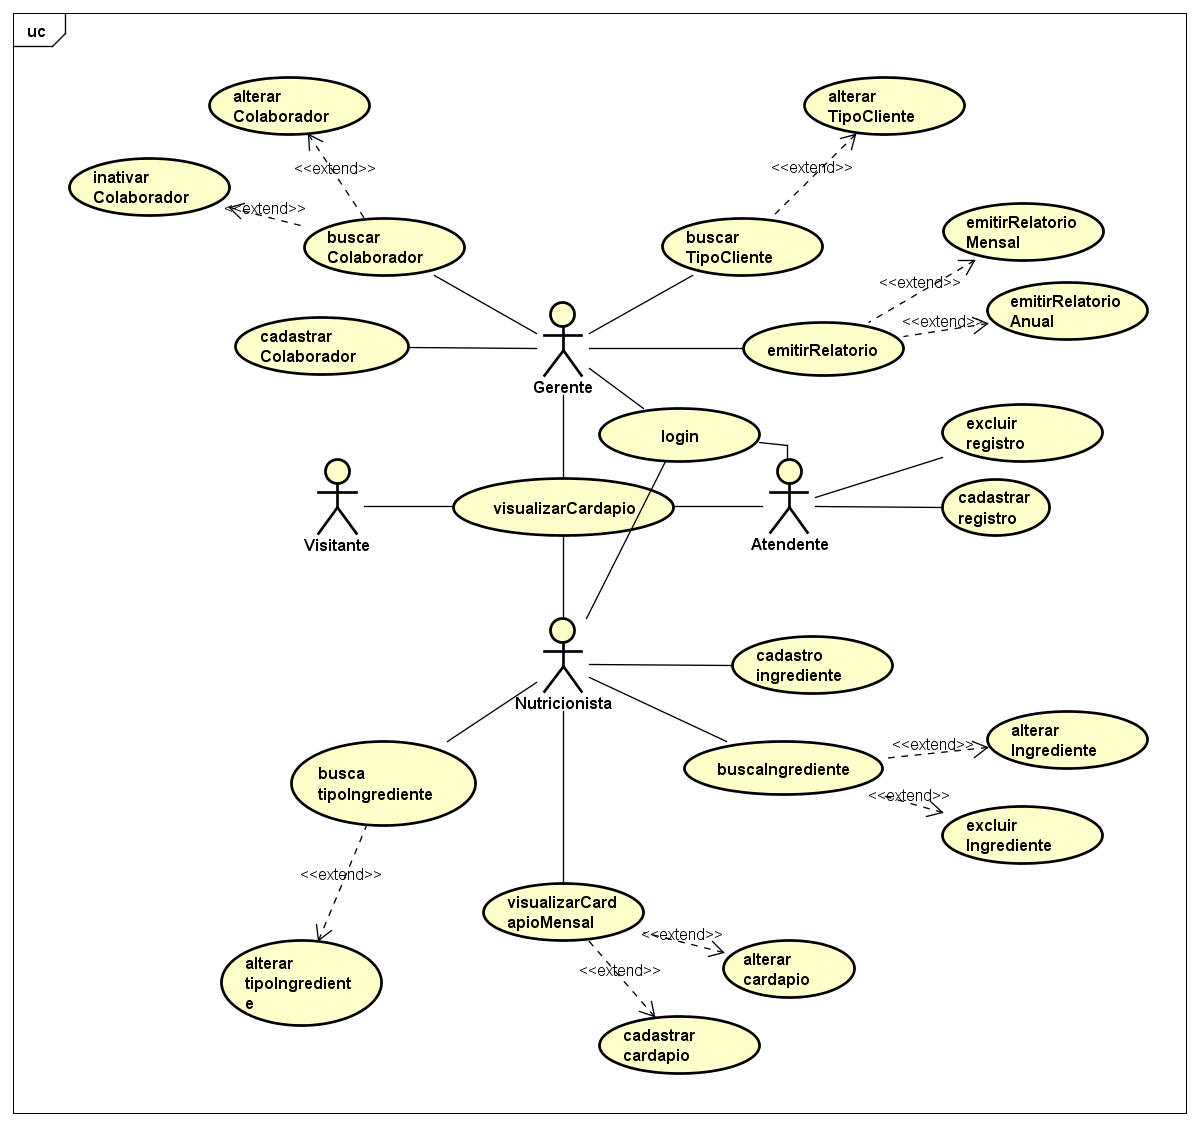 uc
alterar
Colaborador
alterar
TipoCliente
<<extend>>
<<extend>>
inativar
Colaborador
<<extend>>
buscar
Colaborador
buscar
TipoCliente
emitirRelatorio
Mensal
<<extend>>
emitirRelatorio
Anual
<<extend>>
cadastrar
Colaborador
emitirRelatorio
Gerente
login
excluir
registro
cadastrar
registro
visualizarCardapio
Visitante
Atendente
cadastro
ingrediente
Nutricionista
alterar
Ingrediente
<<extend>>
buscaIngrediente
<<extend>>
busca
tipoIngrediente
excluir
Ingrediente
<<extend>>
visualizarCard
apioMensal
<<extend>>
<<extend>>
alterar
cardapio
alterar
tipoIngredient
e
cadastrar
cardapio